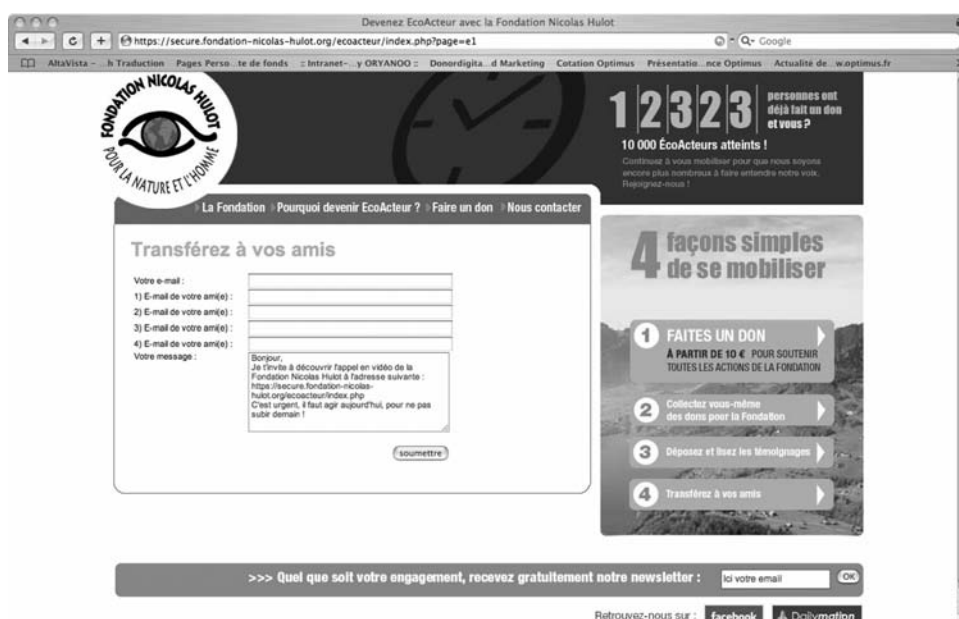 Devenez EcoActeur avec la Fondation Nicolas Hulot
https://secure.fondation-nicolas-hulot.org/ecoacteur/index.php?page=e1
Google
AltaVista - ...h Traduction Pages Perso...te de fonds :: Intranet-...y ORYANOO :: Donordigita...d Marketing Cotation Optimus Présentatio...nce Optimus Actualité de...w.optimus.fr
FONDATION NICOLAS HULOT
POUR LA NATURE ET L'HOMME
12323
personnes ont
déjà fait un don
et vous ?
10 000 ÉcoActeurs atteints !
Continuez à vous mobiliser pour que nous soyons
encore plus nombreux à faire entendre notre voix.
Rejoignez-nous !
La Fondation Pourquoi devenir EcoActeur ? Faire un don Nous contacter
Transférez à vos amis
Votre e-mail :
1) E-mail de votre ami(e) :
2) E-mail de votre ami(e) :
3) E-mail de votre ami(e) :
4) E-mail de votre ami(e) :
Votre message :
Bonjour,
Je t'invite à découvrir l'appel en vidéo de la
Fondation Nicolas Hulot à l'adresse suivante :
https://secure.fondation-nicolas-
hulot.org/ecoacteur/index.php
C'est urgent, il faut agir aujourd'hui, pour ne pas
subir demain !
soumettre
4 façons simples
de se mobiliser
1 FAITES UN DON
À PARTIR DE 10 € POUR SOUTENIR
TOUTES LES ACTIONS DE LA FONDATION
2 Collectez vous-même
des dons pour la Fondation
3 Déposez et lisez les témoignages
4 Transférez à vos amis
>>> Quel que soit votre engagement, recevez gratuitement notre newsletter : Ici votre email OK
Retrouvez-nous sur : facebook Dailymotion